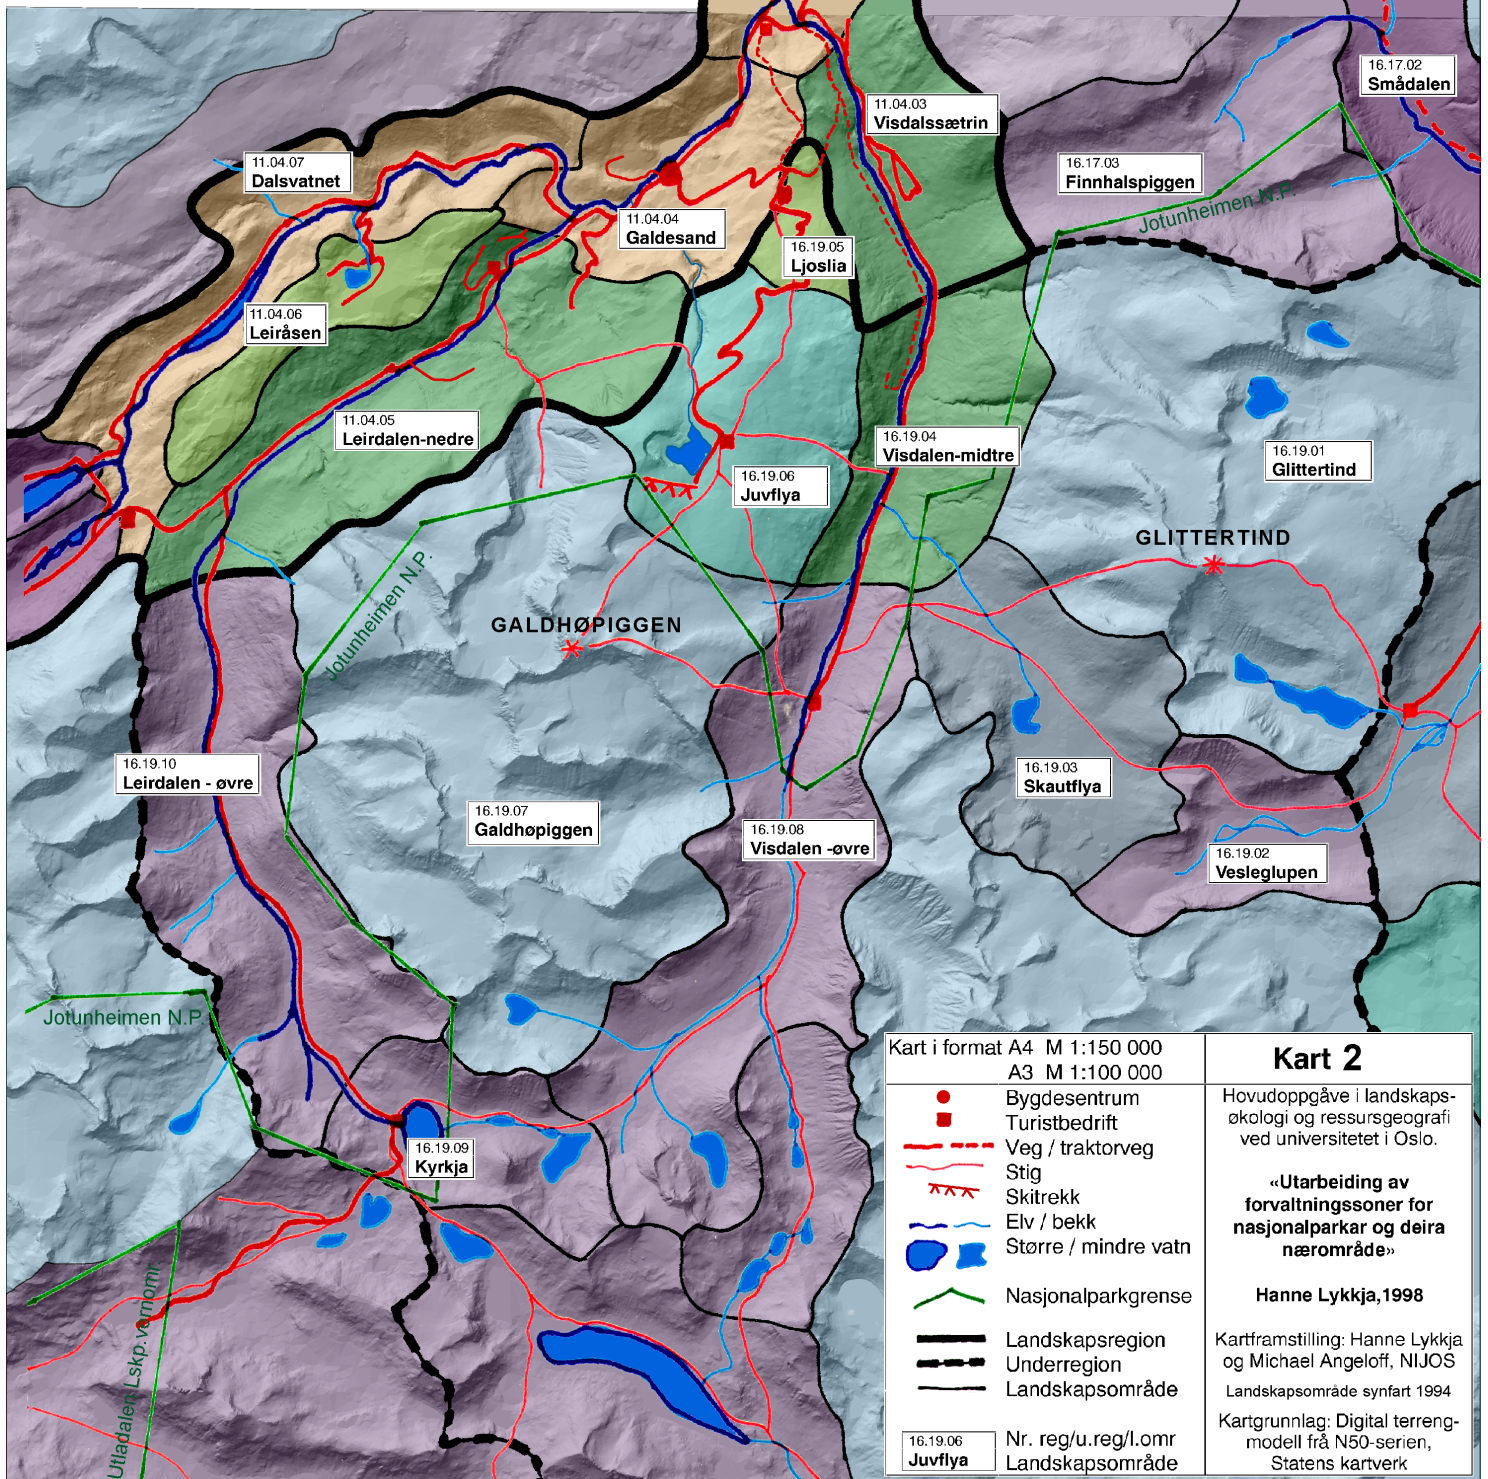 16.17.02
Smådalen
11.04.03
Visdalssætrin
11.04.07
Dalsvatnet
16.17.03
Finnhalspiggen
Jotunheimen N.P.
11.04.04
Galdesand
16.19.05
Ljoslia
11.04.06
Leiråsen
11.04.05
Leirdalen-nedre
16.19.04
Visdalen-midtre
16.19.01
Glittertind
16.19.06
Juvflya
GLITTERTIND
Jotunheimen N.P.
GALDHØPIGGEN
16.19.10
Leirdalen - øvre
16.19.03
Skautflya
16.19.07
Galdhøpiggen
16.19.08
Visdalen -øvre
16.19.02
Vesleglupen
Jotunheimen N.P.
16.19.09
Kyrkja
Utladalen Lskp.vernomr
Kart i format A4 M 1:150 000
A3 M 1:100 000
Bygdesentrum
Turistbedrift
Veg / traktorveg
Stig
Skitrekk
Elv / bekk
Større / mindre vatn
Nasjonalparkgrense
Landskapsregion
Underregion
Landskapsområde
16.19.06
Juvflya
Nr. reg/u.reg/l.omr
Landskapsområde
Kart 2
Hovudoppgåve i landskaps-
økologi og ressursgeografi
ved universitetet i Oslo.
«Utarbeiding av
forvaltningssoner for
nasjonalparkar og deira
nærområde»
Hanne Lykkja,1998
Kartframstilling: Hanne Lykkja
og Michael Angeloff, NIJOS
Landskapsområde synfart 1994
Kartgrunnlag: Digital terreng-
modell frå N50-serien,
Statens kartverk